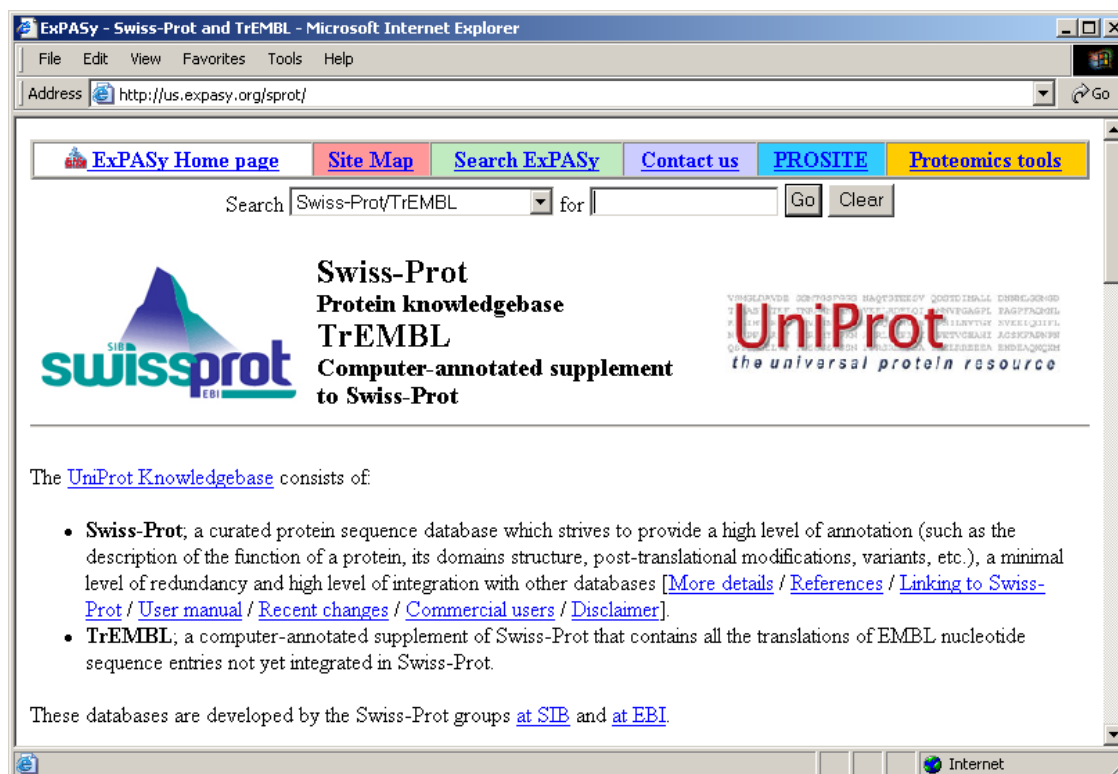 ExPASy - Swiss-Prot and TrEMBL - Microsoft Internet Explorer
File Edit View Favorites Tools Help
Address http://us.expasy.org/sprot/ Go
ExPASy Home page Site Map Search ExPASy Contact us PROSITE Proteomics tools
Search Swiss-Prot/TrEMBL for Go Clear
Swiss-Prot
Protein knowledgebase
TrEMBL
Computer-annotated supplement
to Swiss-Prot
SIB
swissprot
EBI
UniProt
the universal protein resource
The UniProt Knowledgebase consists of:
• Swiss-Prot; a curated protein sequence database which strives to provide a high level of annotation (such as the
description of the function of a protein, its domains structure, post-translational modifications, variants, etc.), a minimal
level of redundancy and high level of integration with other databases [More details / References / Linking to Swiss-
Prot / User manual / Recent changes / Commercial users / Disclaimer].
• TrEMBL; a computer-annotated supplement of Swiss-Prot that contains all the translations of EMBL nucleotide
sequence entries not yet integrated in Swiss-Prot.
These databases are developed by the Swiss-Prot groups at SIB and at EBI.
Internet